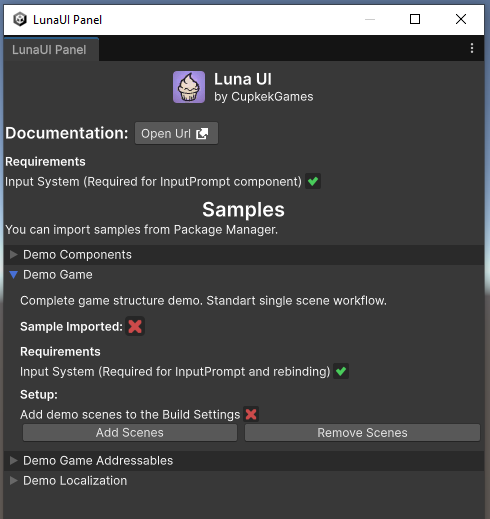 LunaUI Panel
LunaUI Panel
Luna UI
by CupkekGames
Documentation: Open Url
Requirements
Input System (Required for InputPrompt component)
Samples
You can import samples from Package Manager.
Demo Components
Demo Game
Complete game structure demo. Standart single scene workflow.
Sample Imported:
Requirements
Input System (Required for InputPrompt and rebinding)
Setup:
Add demo scenes to the Build Settings
Add Scenes Remove Scenes
Demo Game Addressables
Demo Localization